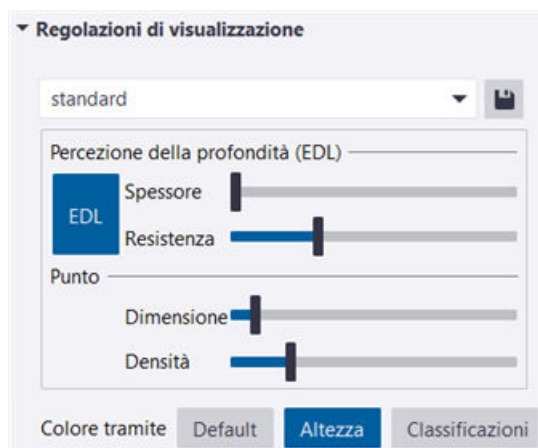 Regolazioni di visualizzazione
standard
Percezione della profondità (EDL)
EDL
Spessore
Resistenza
Punto
Dimensione
Densità
Colore tramite Default Altezza Classificazioni